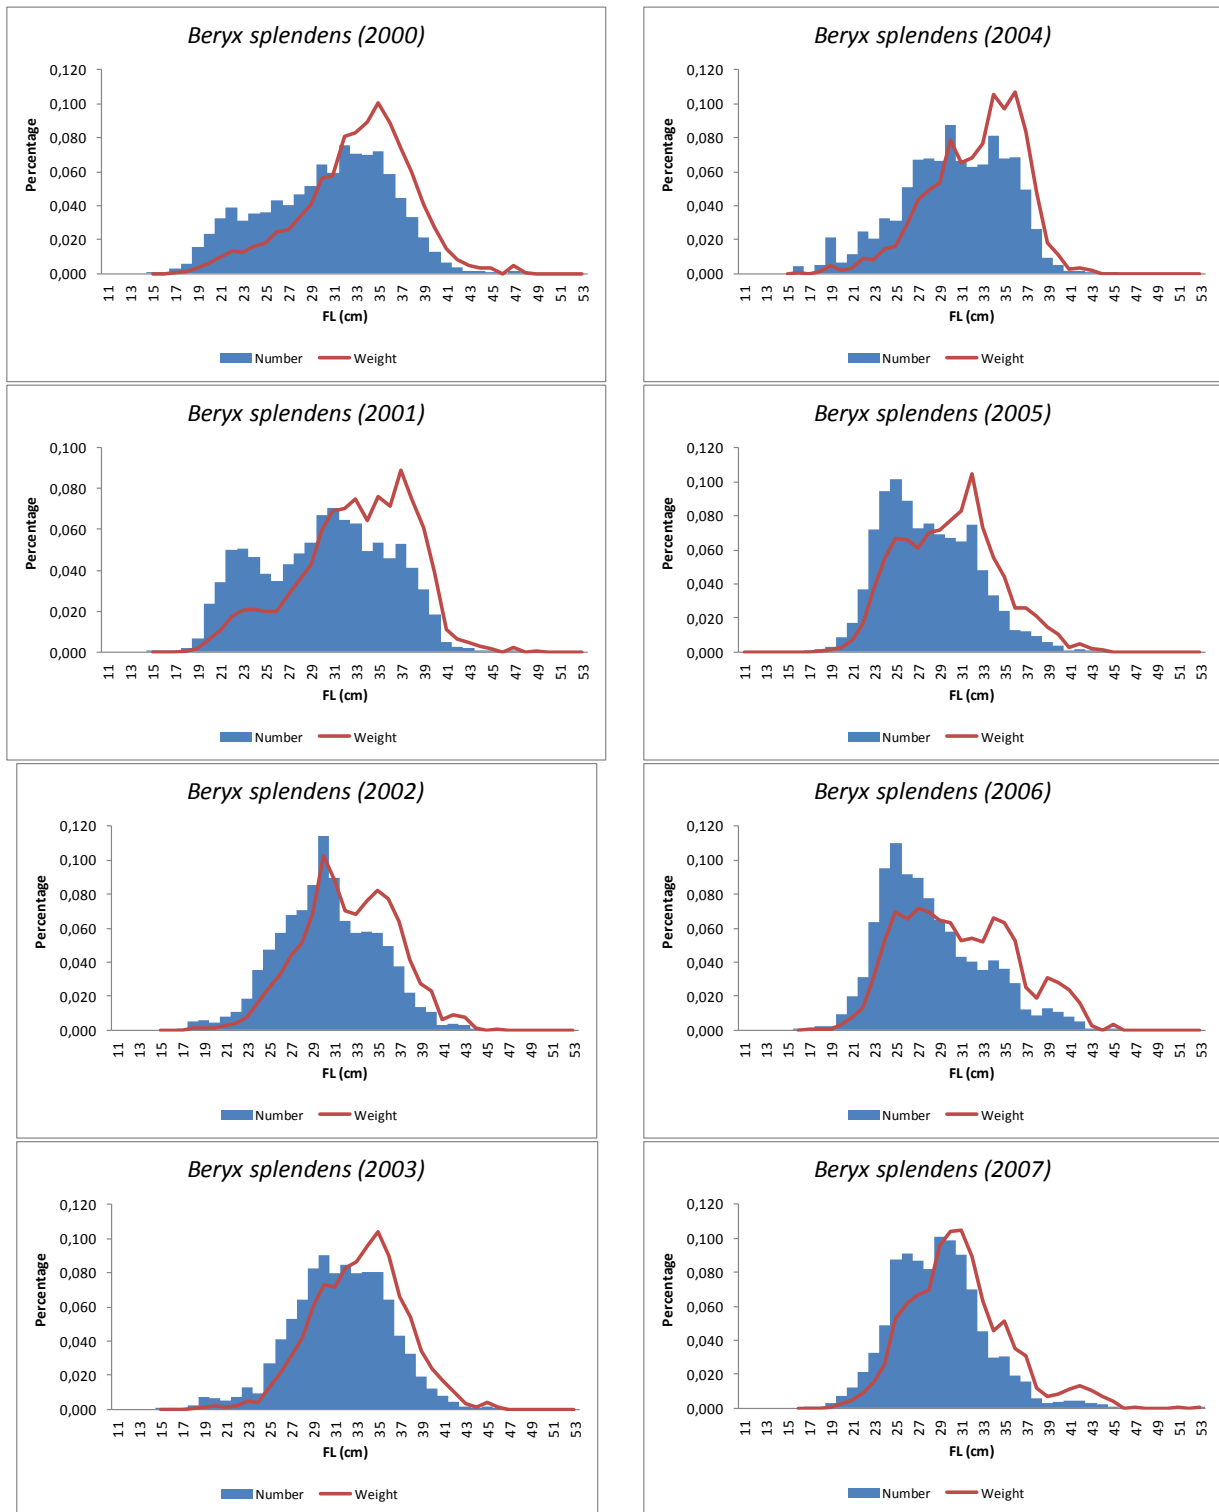 Beryx splendens (2000)
0,120
0,100
0,080
0,060
0,040
0,020
0,000
Percentage
11 13 15 17 19 21 23 25 27 29 31 33 35 37 39 41 43 45 47 49 51 53
FL (cm)
Number Weight
Beryx splendens (2004)
0,120
0,100
0,080
0,060
0,040
0,020
0,000
Percentage
11 13 15 17 19 21 23 25 27 29 31 33 35 37 39 41 43 45 47 49 51 53
FL (cm)
Number Weight
Beryx splendens (2001)
0,100
0,080
0,060
0,040
0,020
0,000
Percentage
11 13 15 17 19 21 23 25 27 29 31 33 35 37 39 41 43 45 47 49 51 53
FL (cm)
Number Weight
Beryx splendens (2005)
0,120
0,100
0,080
0,060
0,040
0,020
0,000
Percentage
11 13 15 17 19 21 23 25 27 29 31 33 35 37 39 41 43 45 47 49 51 53
FL (cm)
Number Weight
Beryx splendens (2002)
0,120
0,100
0,080
0,060
0,040
0,020
0,000
Percentage
11 13 15 17 19 21 23 25 27 29 31 33 35 37 39 41 43 45 47 49 51 53
FL (cm)
Number Weight
Beryx splendens (2006)
0,120
0,100
0,080
0,060
0,040
0,020
0,000
Percentage
11 13 15 17 19 21 23 25 27 29 31 33 35 37 39 41 43 45 47 49 51 53
FL (cm)
Number Weight
Beryx splendens (2003)
0,120
0,100
0,080
0,060
0,040
0,020
0,000
Percentage
11 13 15 17 19 21 23 25 27 29 31 33 35 37 39 41 43 45 47 49 51 53
FL (cm)
Number Weight
Beryx splendens (2007)
0,120
0,100
0,080
0,060
0,040
0,020
0,000
Percentage
11 13 15 17 19 21 23 25 27 29 31 33 35 37 39 41 43 45 47 49 51 53
FL (cm)
Number Weight